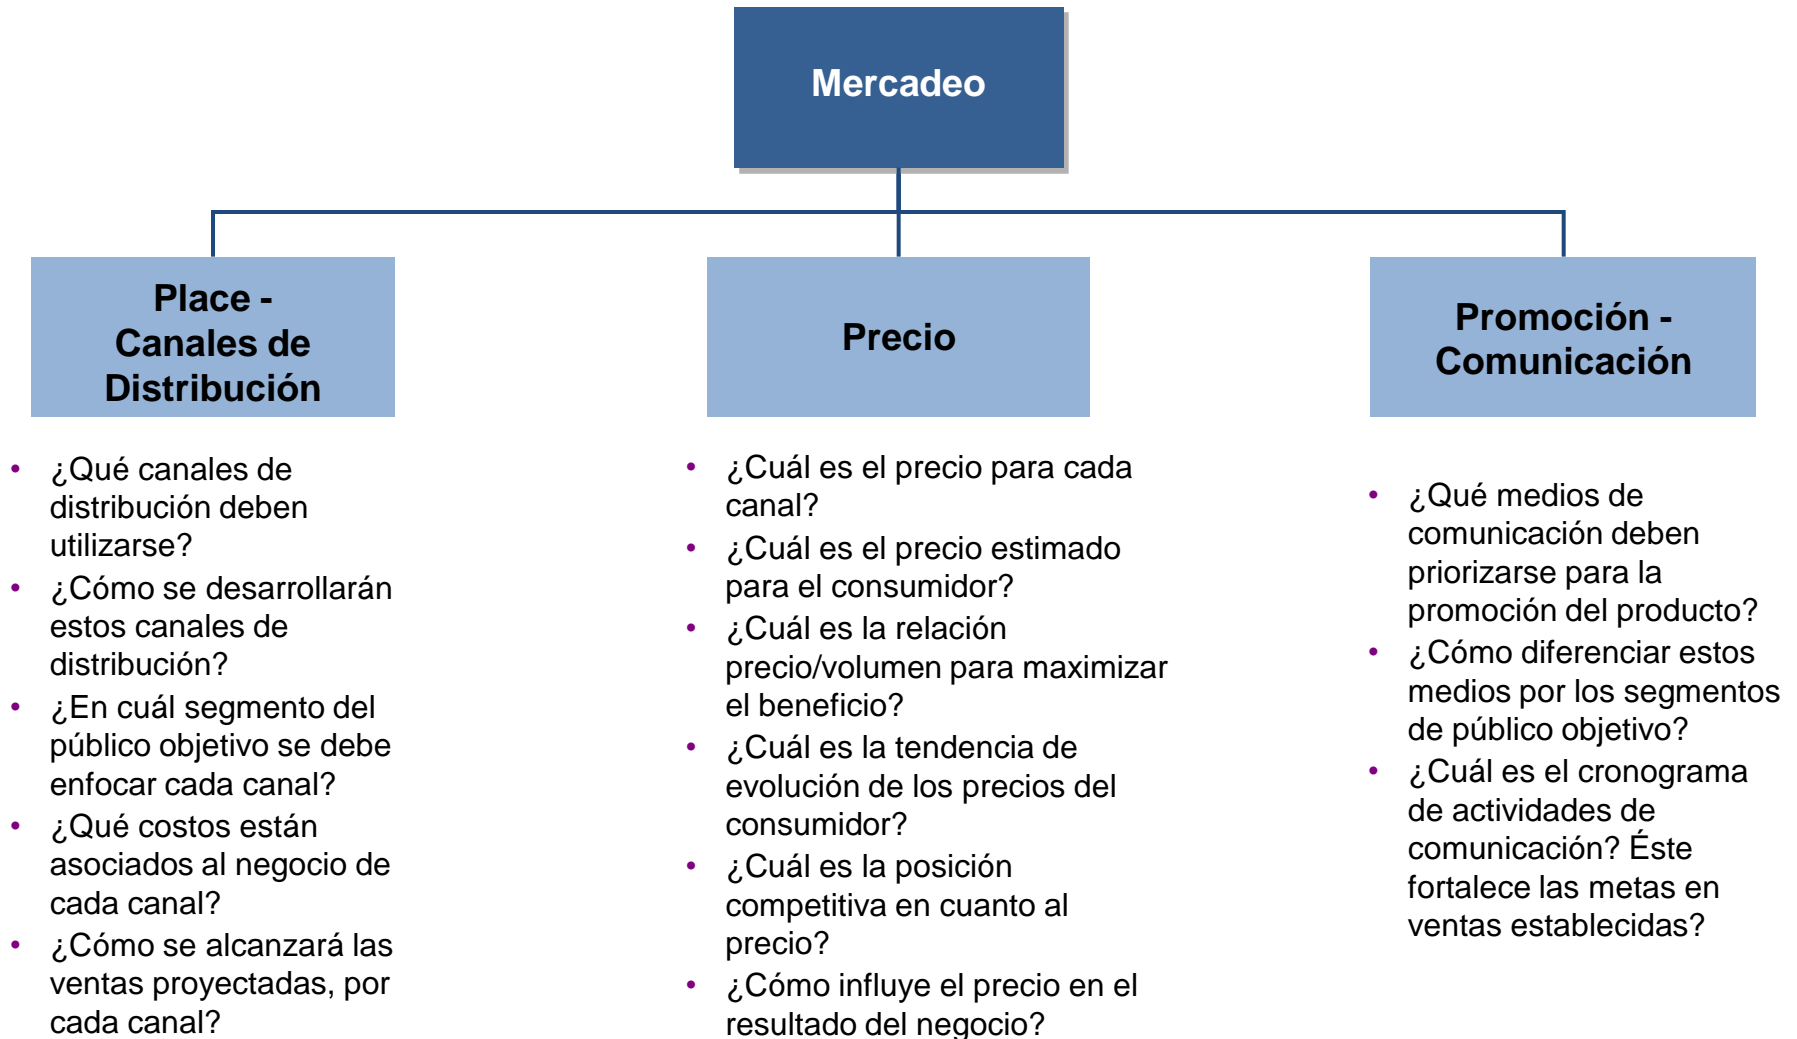 Mercadeo
Place -
Canales de
Distribución
Precio
Promoción -
Comunicación
• ¿Qué canales de
distribución deben
utilizarse?
• ¿Cómo se desarrollarán
estos canales de
distribución?
• ¿En cuál segmento del
público objetivo se debe
enfocar cada canal?
• ¿Qué costos están
asociados al negocio de
cada canal?
• ¿Cómo se alcanzará las
ventas proyectadas, por
cada canal?
• ¿Cuál es el precio para cada
canal?
• ¿Cuál es el precio estimado
para el consumidor?
• ¿Cuál es la relación
precio/volumen para maximizar
el beneficio?
• ¿Cuál es la tendencia de
evolución de los precios del
consumidor?
• ¿Cuál es la posición
competitiva en cuanto al
precio?
• ¿Cómo influye el precio en el
resultado del negocio?
• ¿Qué medios de
comunicación deben
priorizarse para la
promoción del producto?
• ¿Cómo diferenciar estos
medios por los segmentos
de público objetivo?
• ¿Cuál es el cronograma
de actividades de
comunicación? Éste
fortalece las metas en
ventas establecidas?